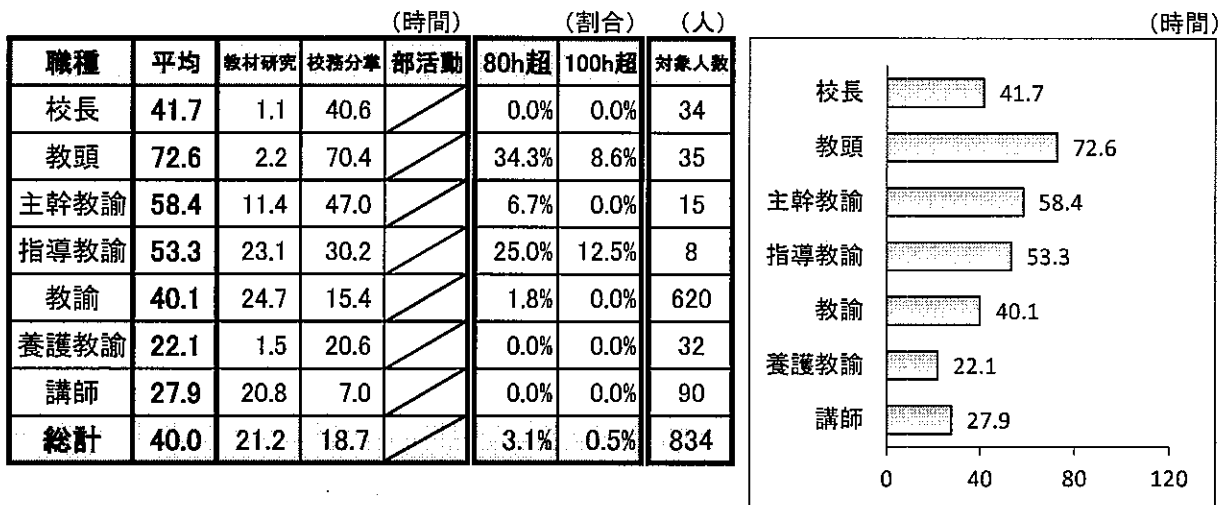 (時間) (割合) (人)
職種 平均 教材研究 校務分掌 部活動 80h超 100h超 対象人数
校長 41.7 1.1 40.6 0.0% 0.0% 34
教頭 72.6 2.2 70.4 34.3% 8.6% 35
主幹教諭 58.4 11.4 47.0 6.7% 0.0% 15
指導教諭 53.3 23.1 30.2 25.0% 12.5% 8
教諭 40.1 24.7 15.4 1.8% 0.0% 620
養護教諭 22.1 1.5 20.6 0.0% 0.0% 32
講師 27.9 20.8 7.0 0.0% 0.0% 90
総計 40.0 21.2 18.7 3.1% 0.5% 834
(時間)
校長 41.7
教頭 72.6
主幹教諭 58.4
指導教諭 53.3
教諭 40.1
養護教諭 22.1
講師 27.9
0 40 80 120